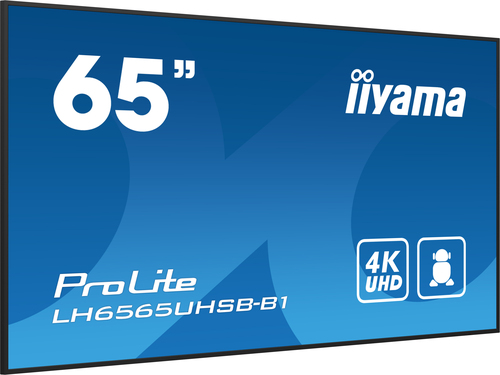 65”
iiyama
ProLite
LH6565UHSB-B1
4K
UHD